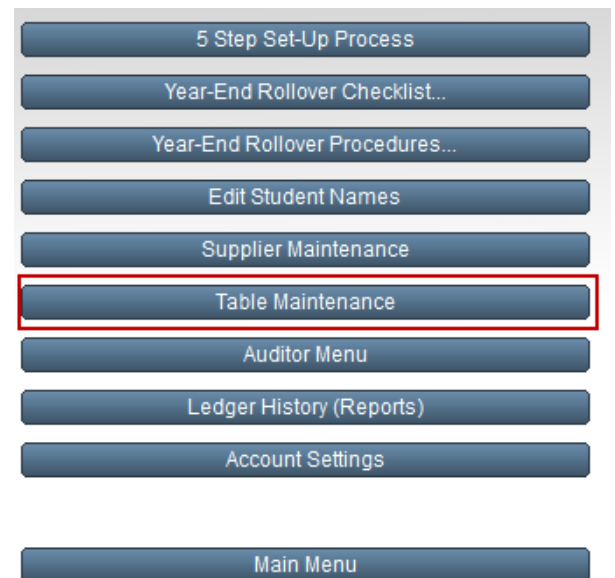 5 Step Set-Up Process
Year-End Rollover Checklist...
Year-End Rollover Procedures...
Edit Student Names
Supplier Maintenance
Table Maintenance
Auditor Menu
Ledger History (Reports)
Account Settings
Main Menu